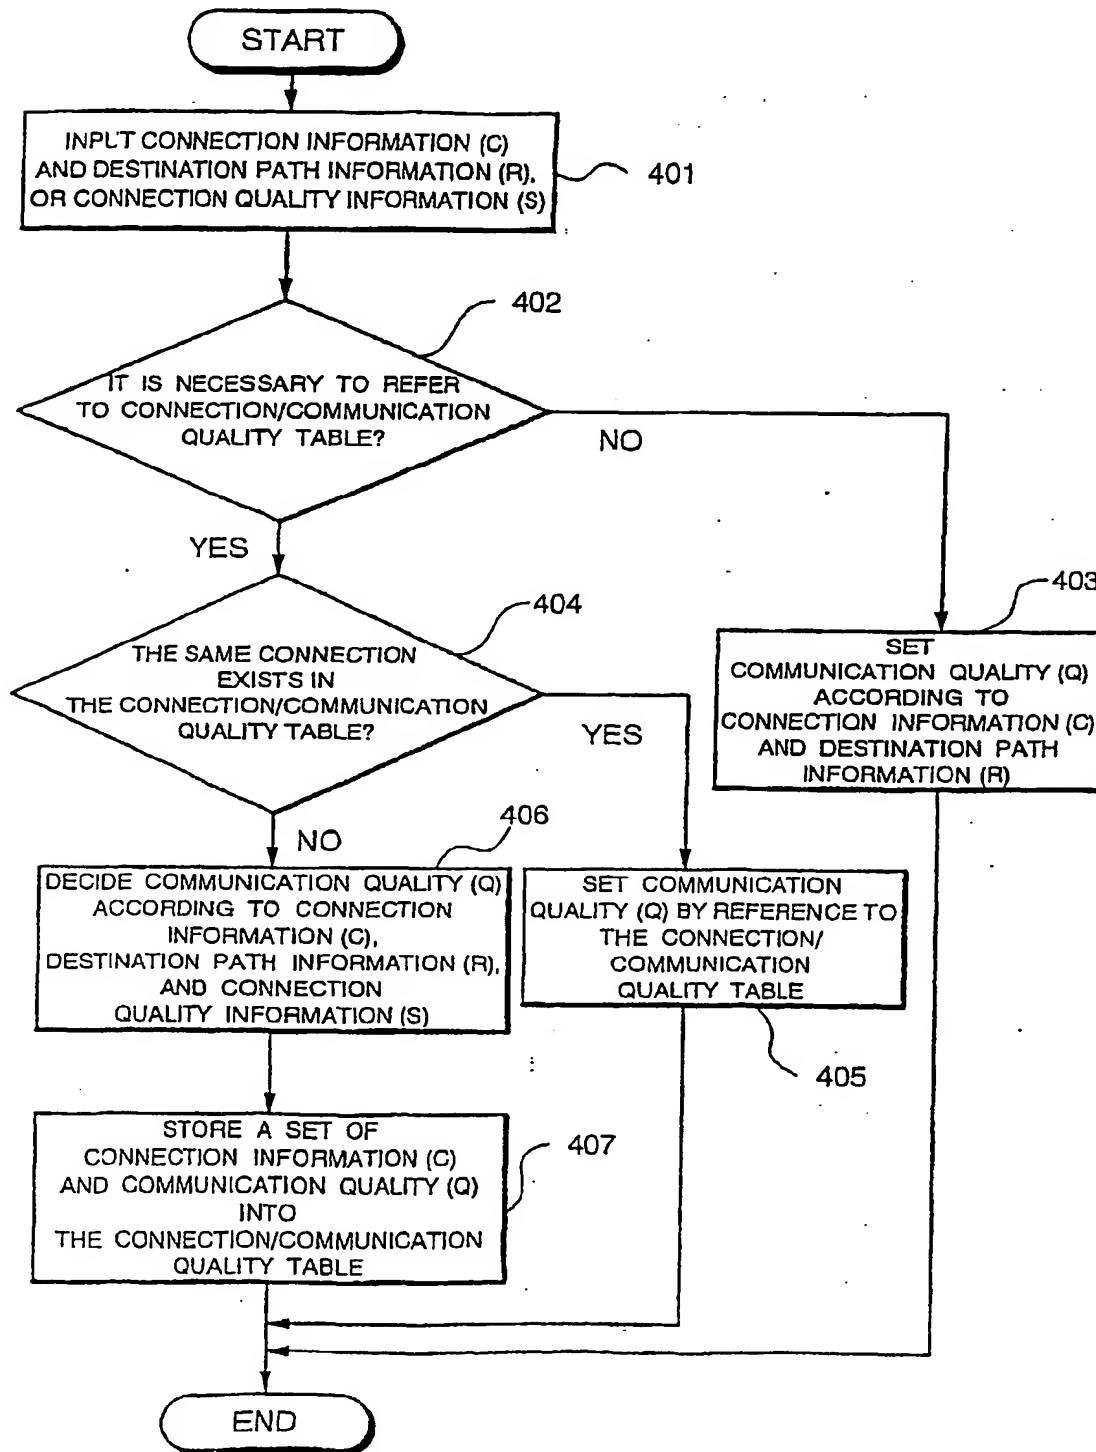 START
INPUT CONNECTION INFORMATION (C)
AND DESTINATION PATH INFORMATION (R),
OR CONNECTION QUALITY INFORMATION (S)
401
402
IT IS NECESSARY TO REFER
TO CONNECTION/COMMUNICATION
QUALITY TABLE?
NO
YES
403
SET
COMMUNICATION QUALITY (Q)
ACCORDING TO
CONNECTION INFORMATION (C)
AND DESTINATION PATH
INFORMATION (R)
404
THE SAME CONNECTION
EXISTS IN
THE CONNECTION/COMMUNICATION
QUALITY TABLE?
YES
NO
406
DECIDE COMMUNICATION QUALITY (Q)
ACCORDING TO CONNECTION
INFORMATION (C),
DESTINATION PATH INFORMATION (R),
AND CONNECTION
QUALITY INFORMATION (S)
SET COMMUNICATION
QUALITY (Q) BY REFERENCE TO
THE CONNECTION/
COMMUNICATION
QUALITY TABLE
405
STORE A SET OF
CONNECTION INFORMATION (C)
AND COMMUNICATION QUALITY (Q)
INTO
THE CONNECTION/COMMUNICATION
QUALITY TABLE
407
END